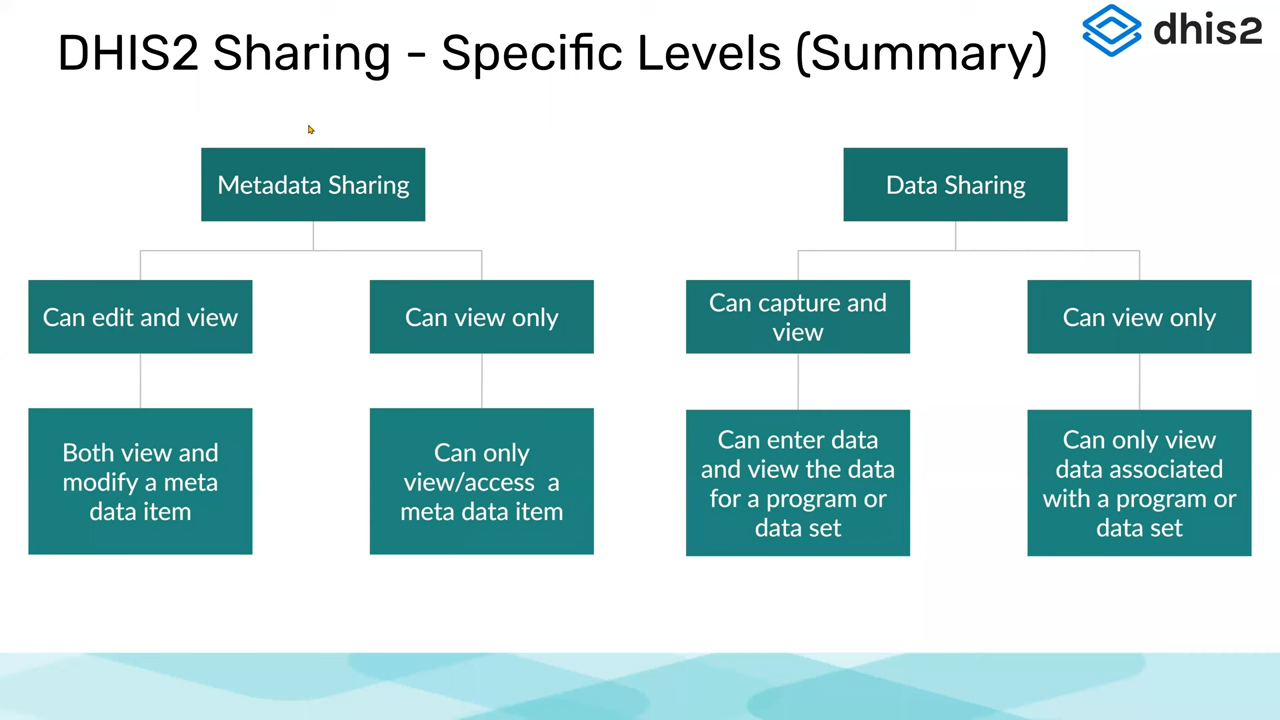 DHIS2 Sharing - Specific Levels (Summary)
dhis2
Metadata Sharing
Can edit and view
Can view only
Both view and
modify a meta
data item
Can only
view/access a
meta data item
Data Sharing
Can capture and
view
Can view only
Can enter data
and view the data
for a program or
data set
Can only view
data associated
with a program or
data set